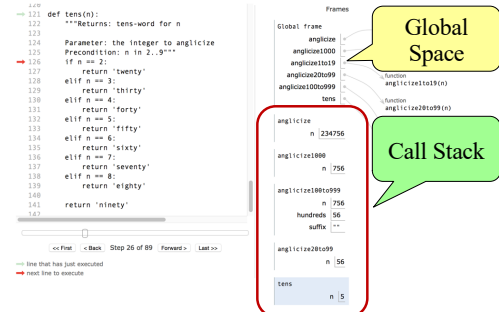 120
121 def tens(n):
122 """Returns: tens-word for n
123
124 Parameter: the integer to anglicize
125 Precondition: n in 2..9"""
126 if n == 2:
127 return 'twenty'
128 elif n == 3:
129 return 'thirty'
130 elif n == 4:
131 return 'forty'
132 elif n == 5:
133 return 'fifty'
134 elif n == 6:
135 return 'sixty'
136 elif n == 7:
137 return 'seventy'
138 elif n == 8:
139 return 'eighty'
140
141 return 'ninety'
142
<< First < Back Step 26 of 89 Forward > Last >>
line that has just executed
next line to execute
Frames
Global frame
anglicize
anglicize1000
anglicize1to19
anglicize20to99
anglicize100to999
tens
function
anglicize1to19(n)
function
anglicize20to99(n)
Global
Space
anglicize
n 234756
anglicize1000
n 756
anglicize100to999
n 756
hundreds 56
suffix ""
anglicize20to99
n 56
tens
n 5
Call Stack